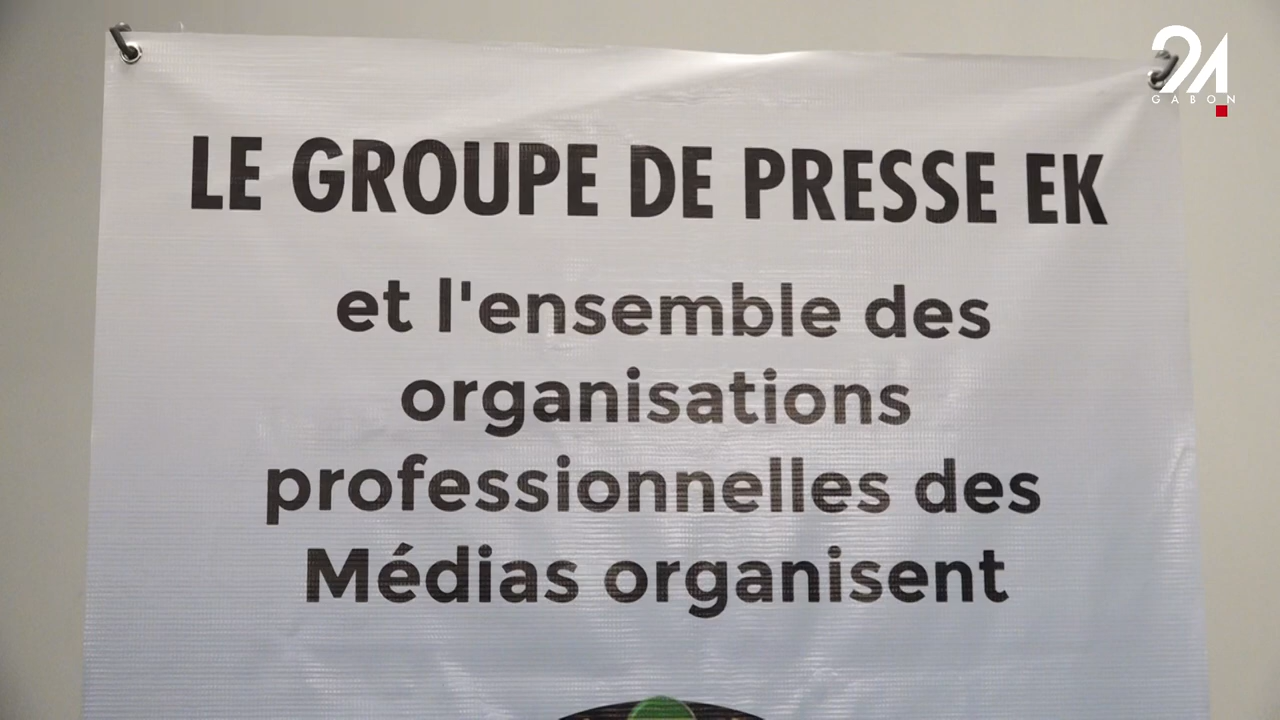 24
GABON
LE GROUPE DE PRESSE EK
et l'ensemble des
organisations
professionnelles des
Médias organisent